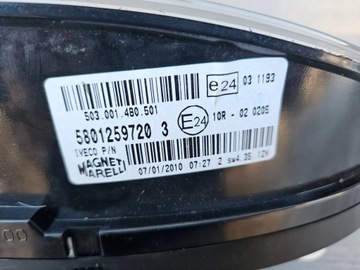 e24 03 1193
503.001.480.501
5801259720 3 E24 10R - 02 0205
IVECO P/N
MAGNETI
MARELLI
07/01/2010 07:27 2 SW4.35 12V
00